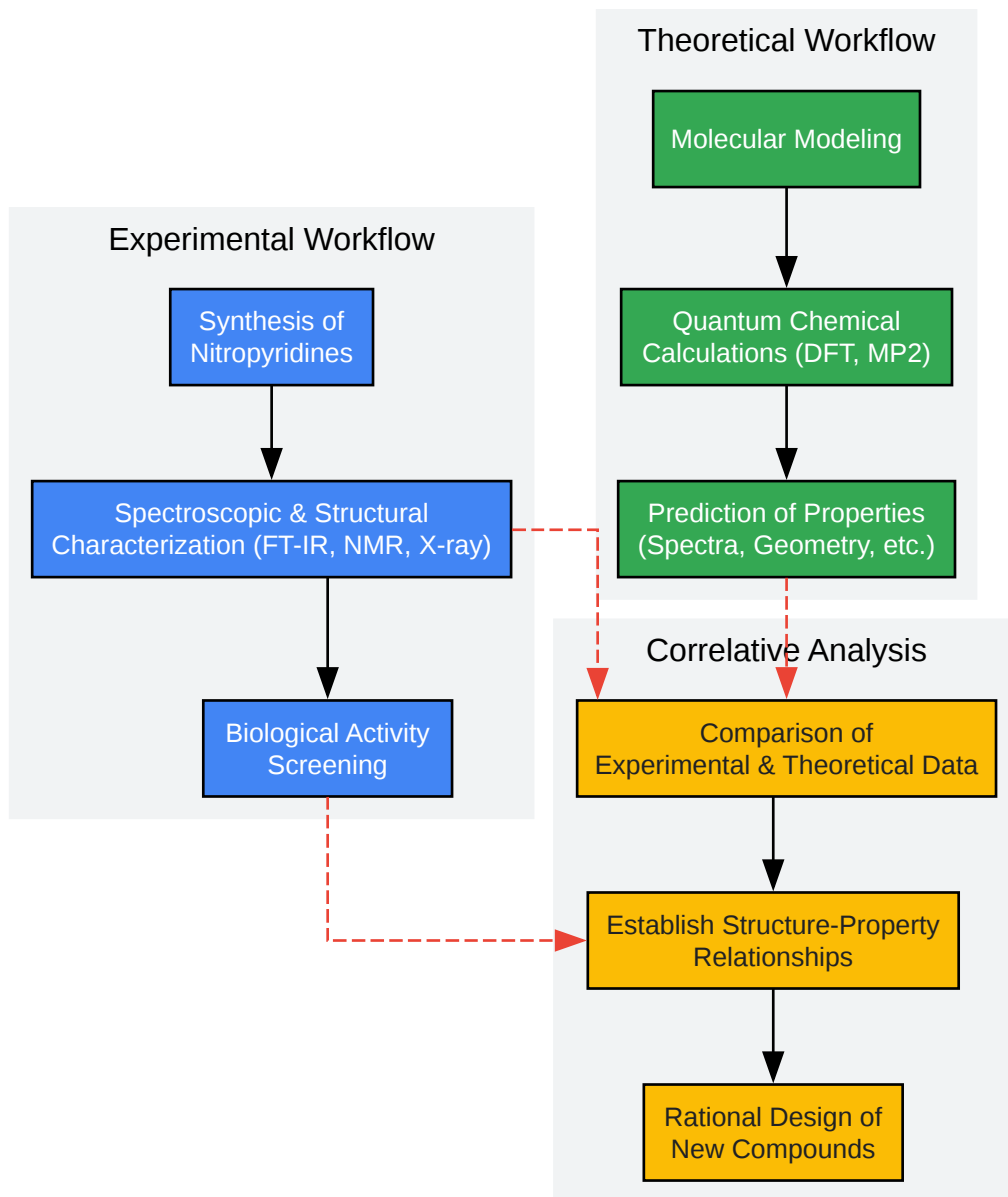 Theoretical Workflow
Molecular Modeling
Quantum Chemical
Calculations (DFT, MP2)
Prediction of Properties
(Spectra, Geometry, etc.)
Experimental Workflow
Synthesis of
Nitropyridines
Spectroscopic & Structural
Characterization (FT-IR, NMR, X-ray)
Biological Activity
Screening
Correlative Analysis
Comparison of
Experimental & Theoretical Data
Establish Structure-Property
Relationships
Rational Design of
New Compounds